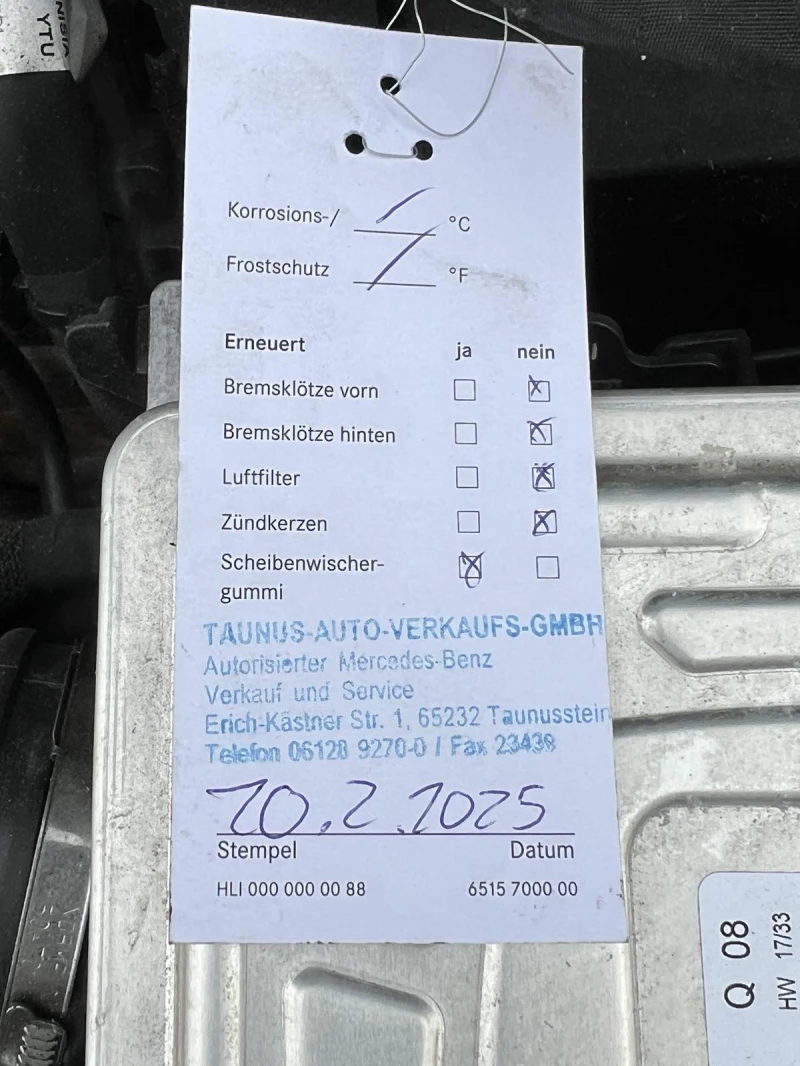 YTU
Korrosions-/ °C
Frostschutz °F
Erneuert ja nein
Bremsklötze vorn
Bremsklötze hinten
Luftfilter
Zündkerzen
Scheibenwischer-
gummi
TAUNUS-AUTO-VERKAUFS-GMBH
Autorisierter Mercedes-Benz
Verkauf und Service
Erich-Kästner Str. 1, 65232 Taunusstein
Telefon 06128 9270-0 / Fax 23439
20.2.2025
Stempel Datum
HLI 000 000 00 88 6515 7000 00
Q 08
HW 17/33